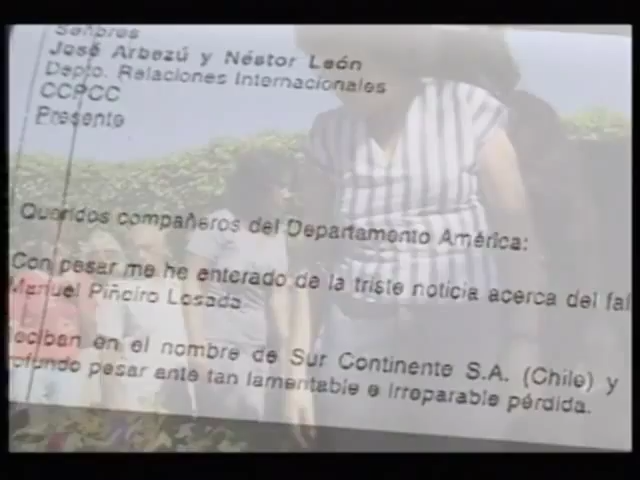 Señores
José Arbezú y Néstor León
Depto. Relaciones Internacionales
CCPCC
Presente
Queridos compañeros del Departamento América:
Con pesar me he enterado de la triste noticia acerca del fal
Manuel Piñeiro Losada
eciban en el nombre de Sur Continente S.A. (Chile) y
ofundo pesar ante tan lamentable e irreparable pérdida.